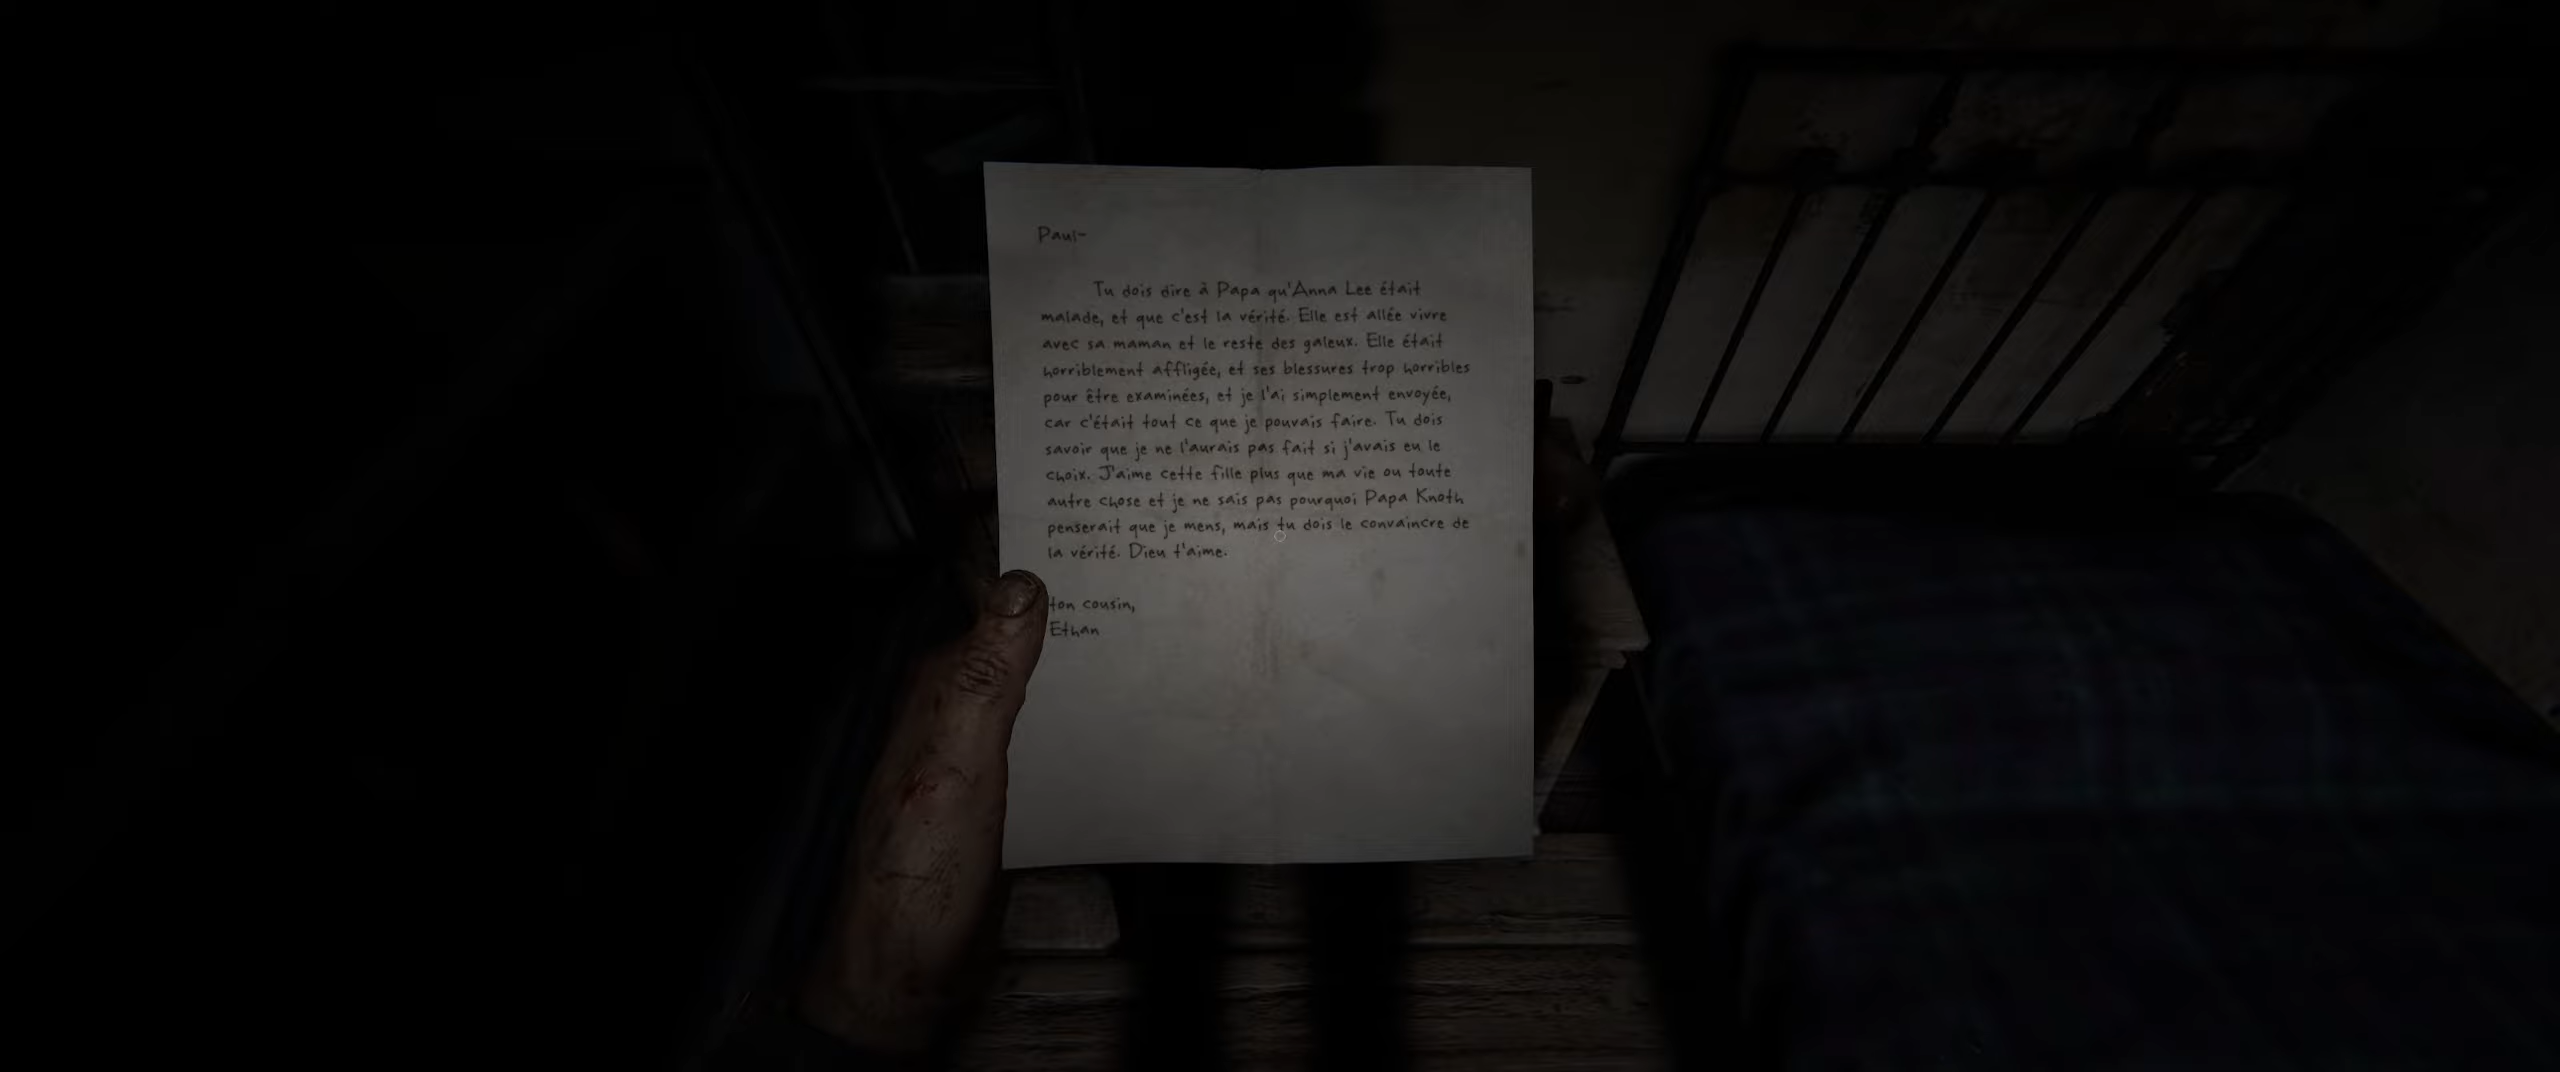 Paul-
Tu dois dire à Papa qu'Anna Lee était
malade, et que c'est la vérité. Elle est allée vivre
avec sa maman et le reste des galeux. Elle était
horriblement affligée, et ses blessures trop horribles
pour être examinées, et je l'ai simplement envoyée,
car c'était tout ce que je pouvais faire. Tu dois
savoir que je ne l'aurais pas fait si j'avais eu le
choix. J'aime cette fille plus que ma vie ou toute
autre chose et je ne sais pas pourquoi Papa Knoth
penserait que je mens, mais tu dois le convaincre de
la vérité. Dieu t'aime.
ton cousin,
Ethan